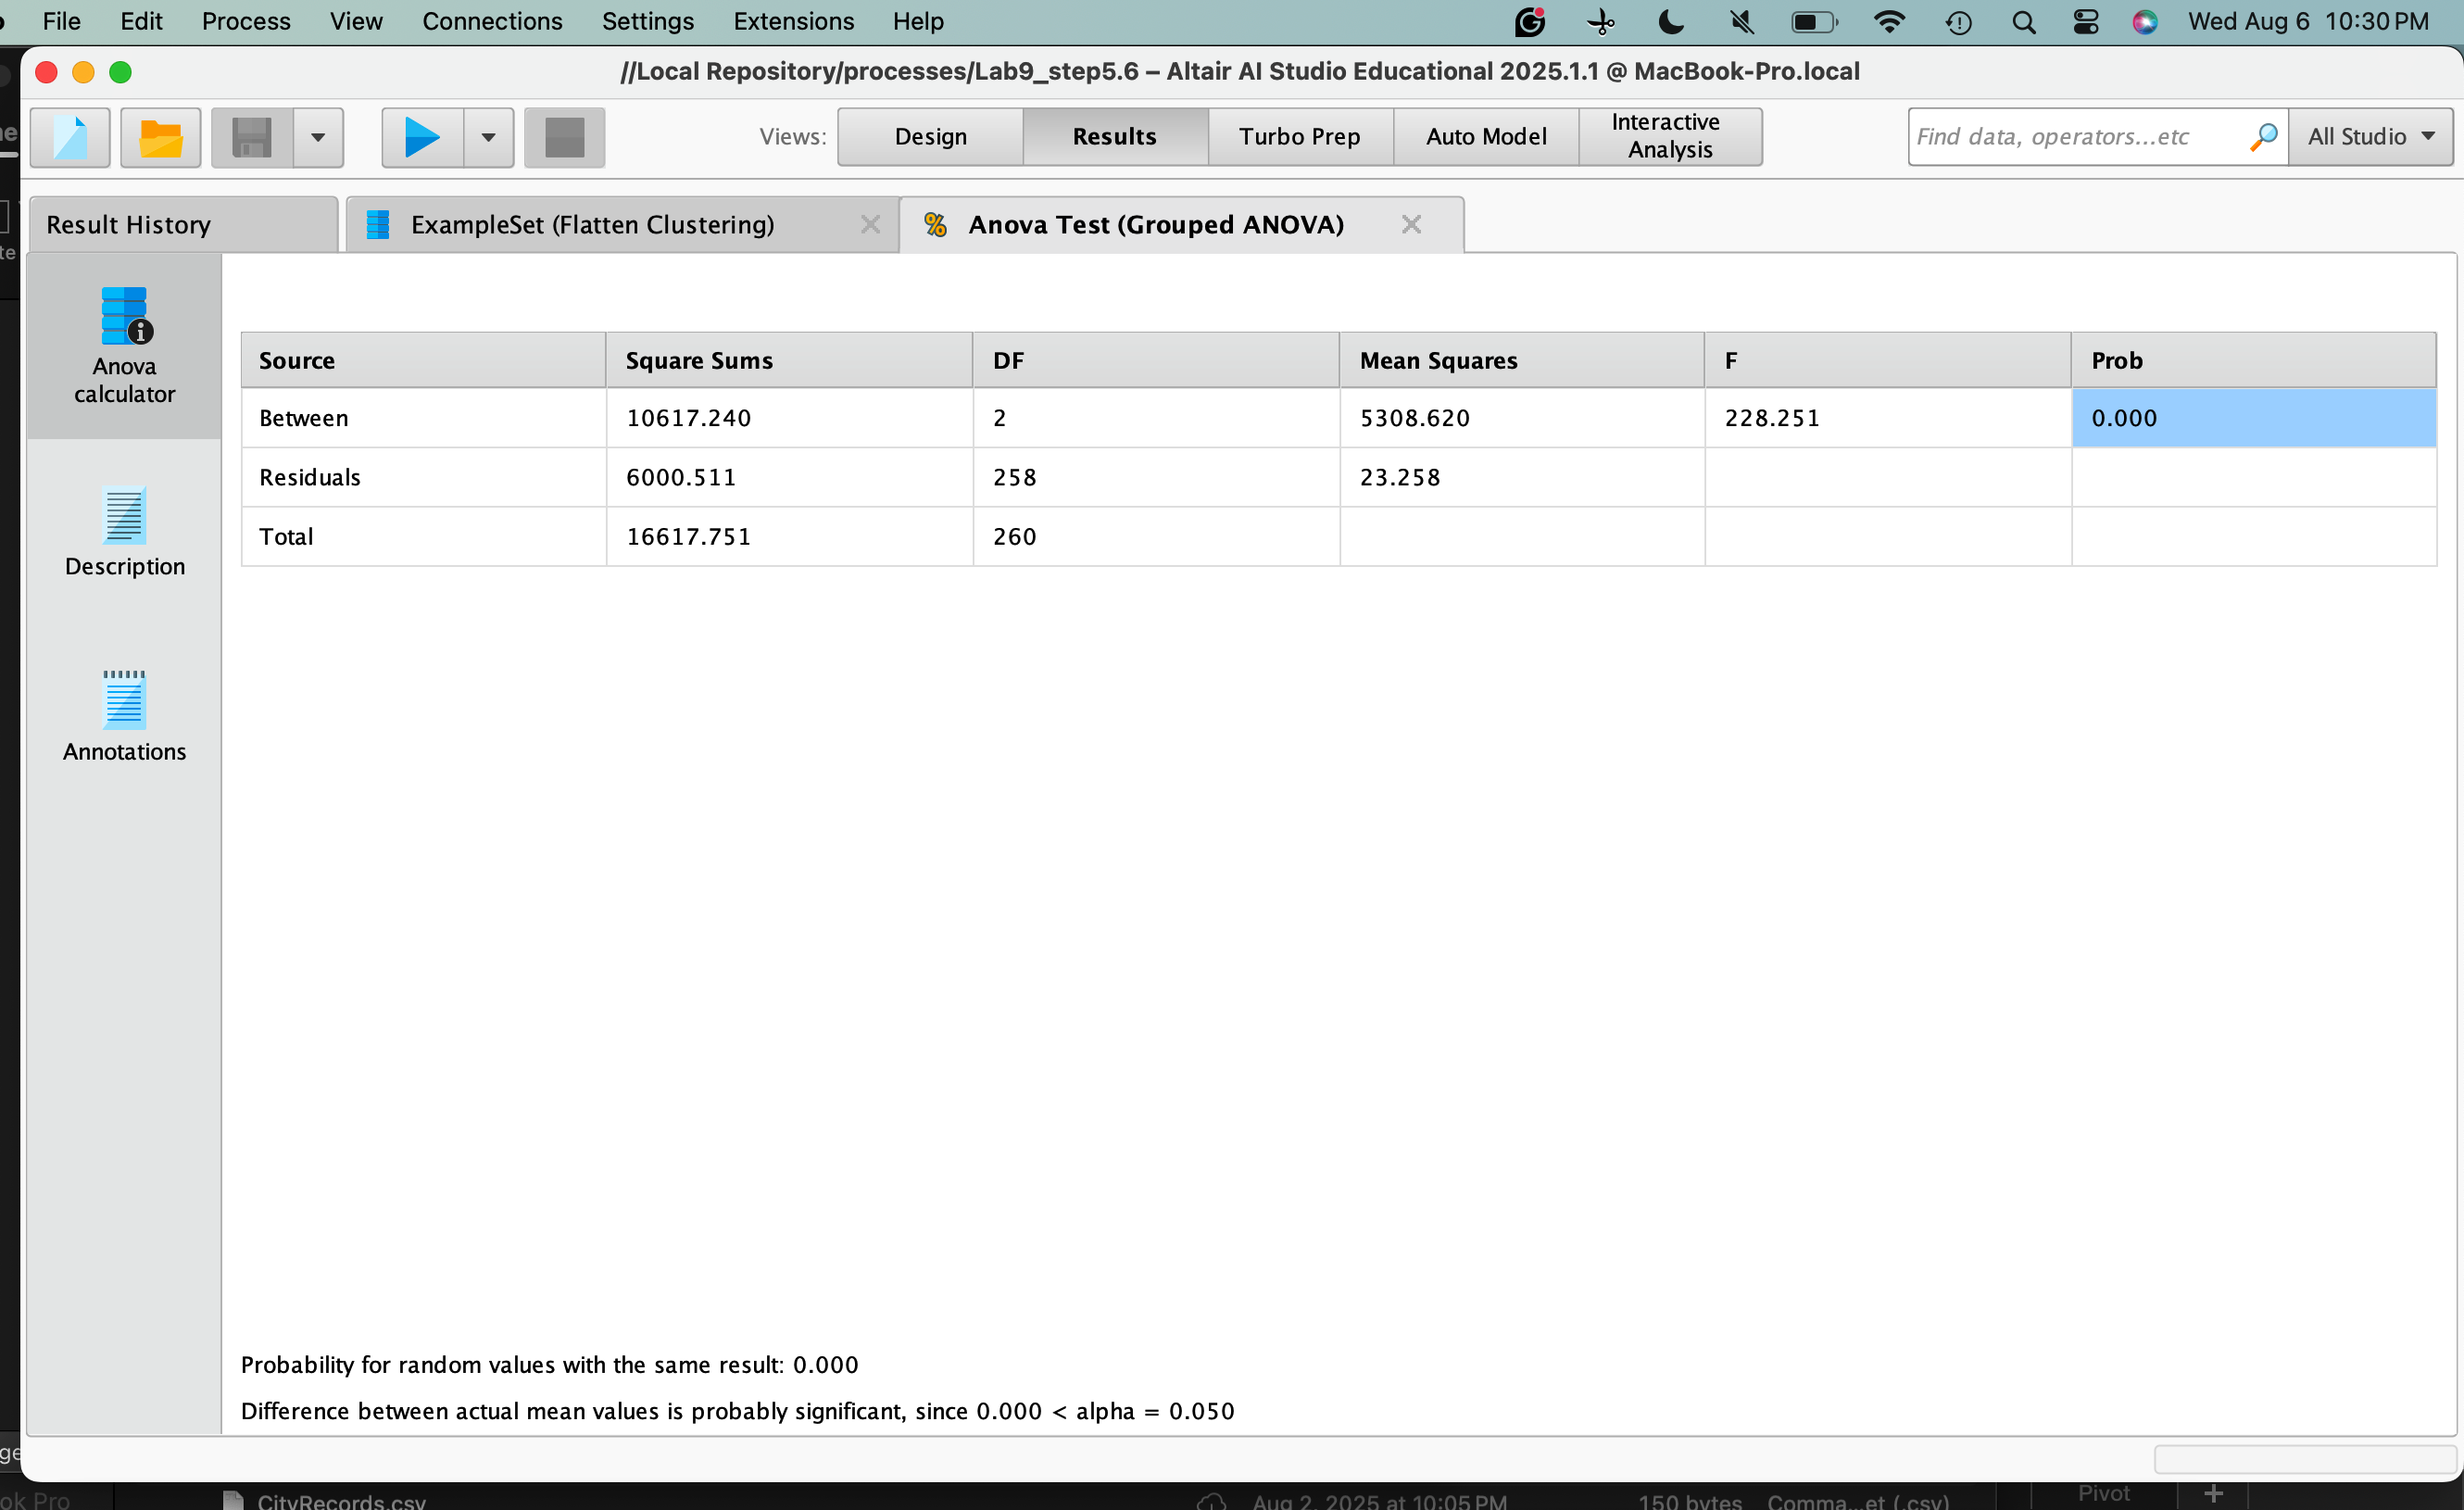 File Edit Process View Connections Settings Extensions Help Wed Aug 6 10:30 PM
//Local Repository/processes/Lab9_step5.6 – Altair AI Studio Educational 2025.1.1 @ MacBook-Pro.local
Views: Design Results Turbo Prep Auto Model Interactive Analysis Find data, operators...etc All Studio
Result History ExampleSet (Flatten Clustering) Anova Test (Grouped ANOVA)
Anova calculator
Description
Annotations
Source Square Sums DF Mean Squares F Prob
Between 10617.240 2 5308.620 228.251 0.000
Residuals 6000.511 258 23.258
Total 16617.751 260
Probability for random values with the same result: 0.000
Difference between actual mean values is probably significant, since 0.000 < alpha = 0.050
ok Pro CityRecords.csv Aug 2, 2025 at 10:05 PM 150 bytes Comma...et (.csv) Pivot +